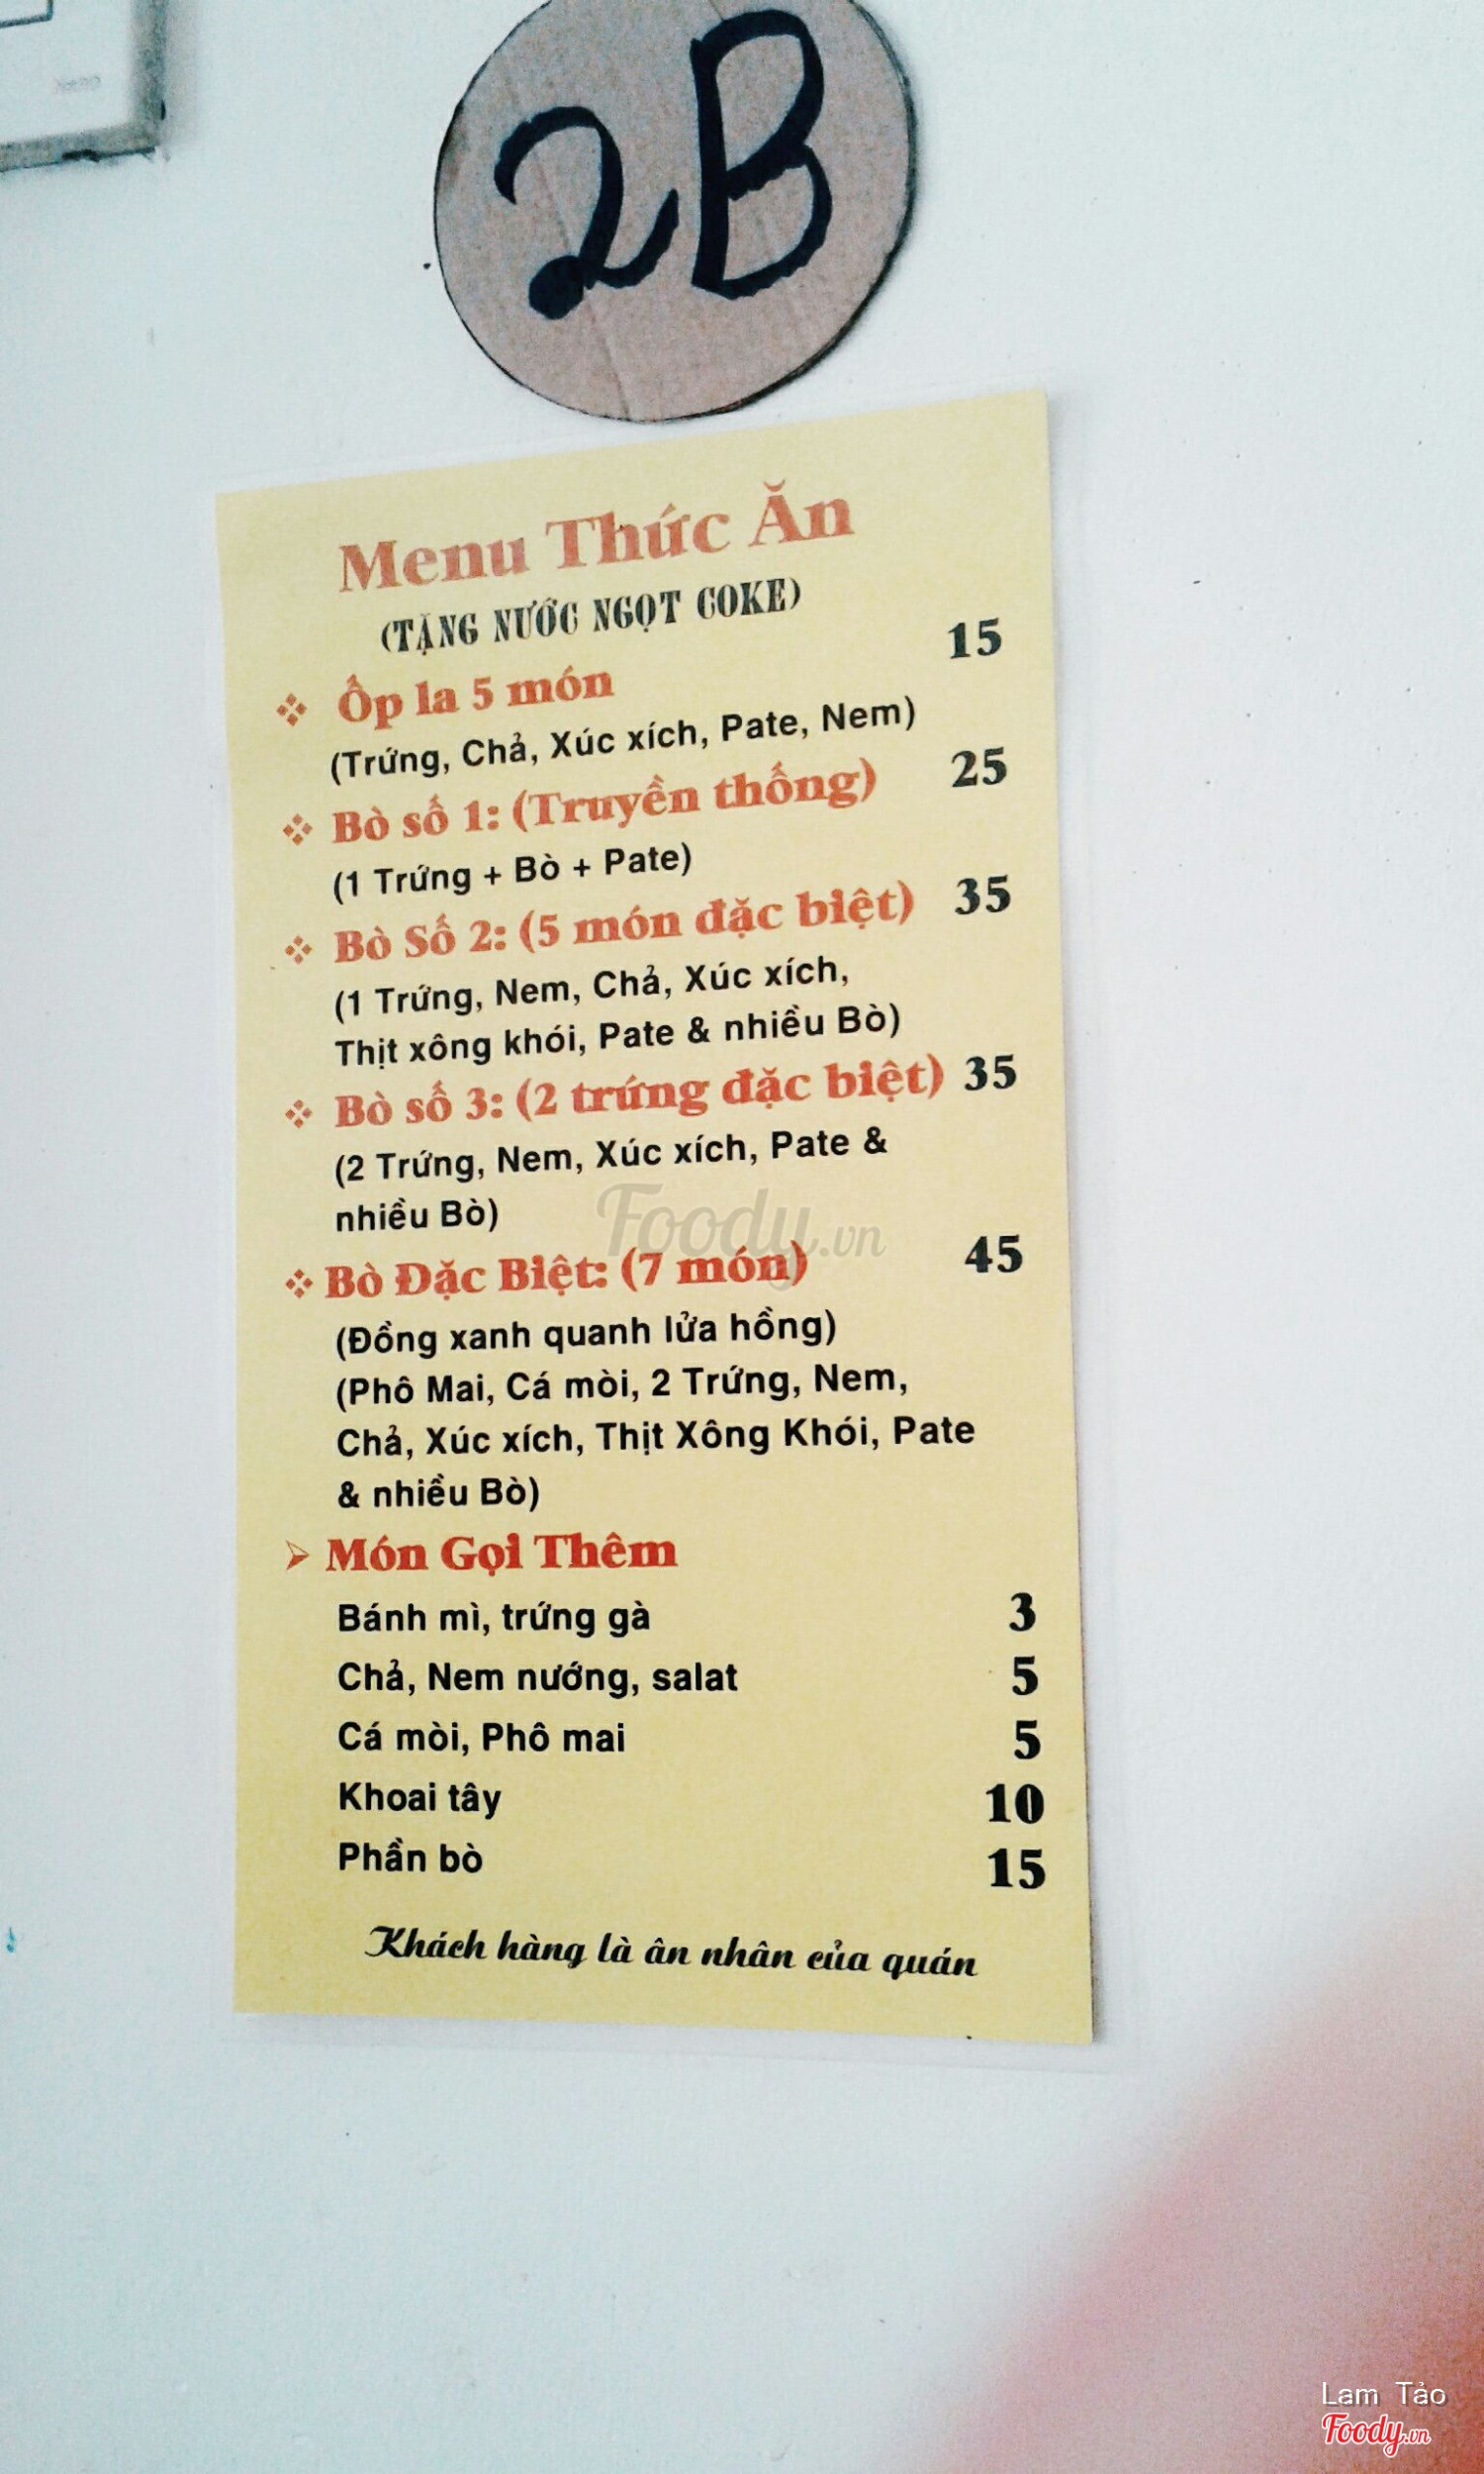 2B
Menu Thức Ăn
(TẶNG NƯỚC NGỌT COKE)
Ốp la 5 món 15
(Trứng, Chả, Xúc xích, Pate, Nem)
Bò số 1: (Truyền thống) 25
(1 Trứng + Bò + Pate)
Bò Số 2: (5 món đặc biệt) 35
(1 Trứng, Nem, Chả, Xúc xích,
Thịt xông khói, Pate & nhiều Bò)
Bò số 3: (2 trứng đặc biệt) 35
(2 Trứng, Nem, Xúc xích, Pate &
nhiều Bò)
Foody.vn
Bò Đặc Biệt: (7 món) 45
(Đồng xanh quanh lửa hồng)
(Phô Mai, Cá mòi, 2 Trứng, Nem,
Chả, Xúc xích, Thịt Xông Khói, Pate
& nhiều Bò)
Món Gọi Thêm
Bánh mì, trứng gà 3
Chả, Nem nướng, salat 5
Cá mòi, Phô mai 5
Khoai tây 10
Phần bò 15
Khách hàng là ân nhân của quán
Lam Tảo
Foody.vn